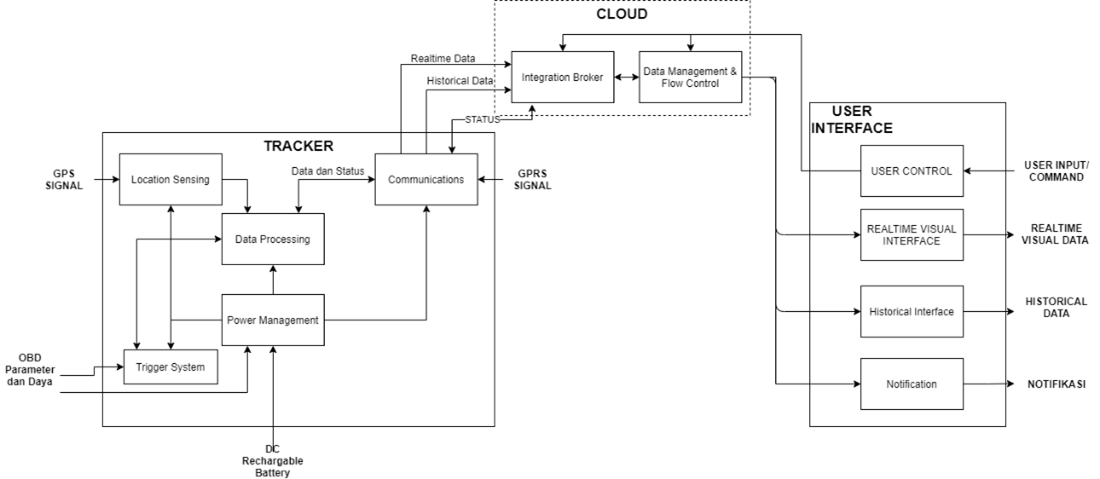 CLOUD
Realtime Data
Historical Data
Integration Broker
Data Management &
Flow Control
STATUS
USER
INTERFACE
TRACKER
GPS
SIGNAL
Location Sensing
Data dan Status
Communications
GPRS
SIGNAL
USER CONTROL
USER INPUT/
COMMAND
Data Processing
REALTIME VISUAL
INTERFACE
REALTIME
VISUAL DATA
Power Management
Historical Interface
HISTORICAL
DATA
OBD
Parameter
dan Daya
Trigger System
Notification
NOTIFIKASI
DC
Rechargable
Battery